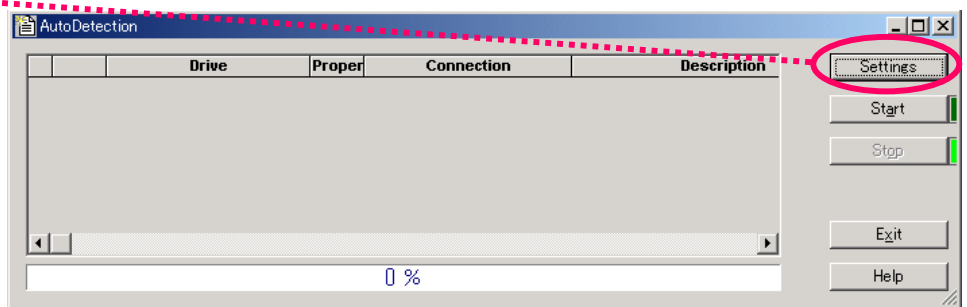 AutoDetection
Drive Proper Connection Description
Settings
Start
Stop
Exit
0 %
Help